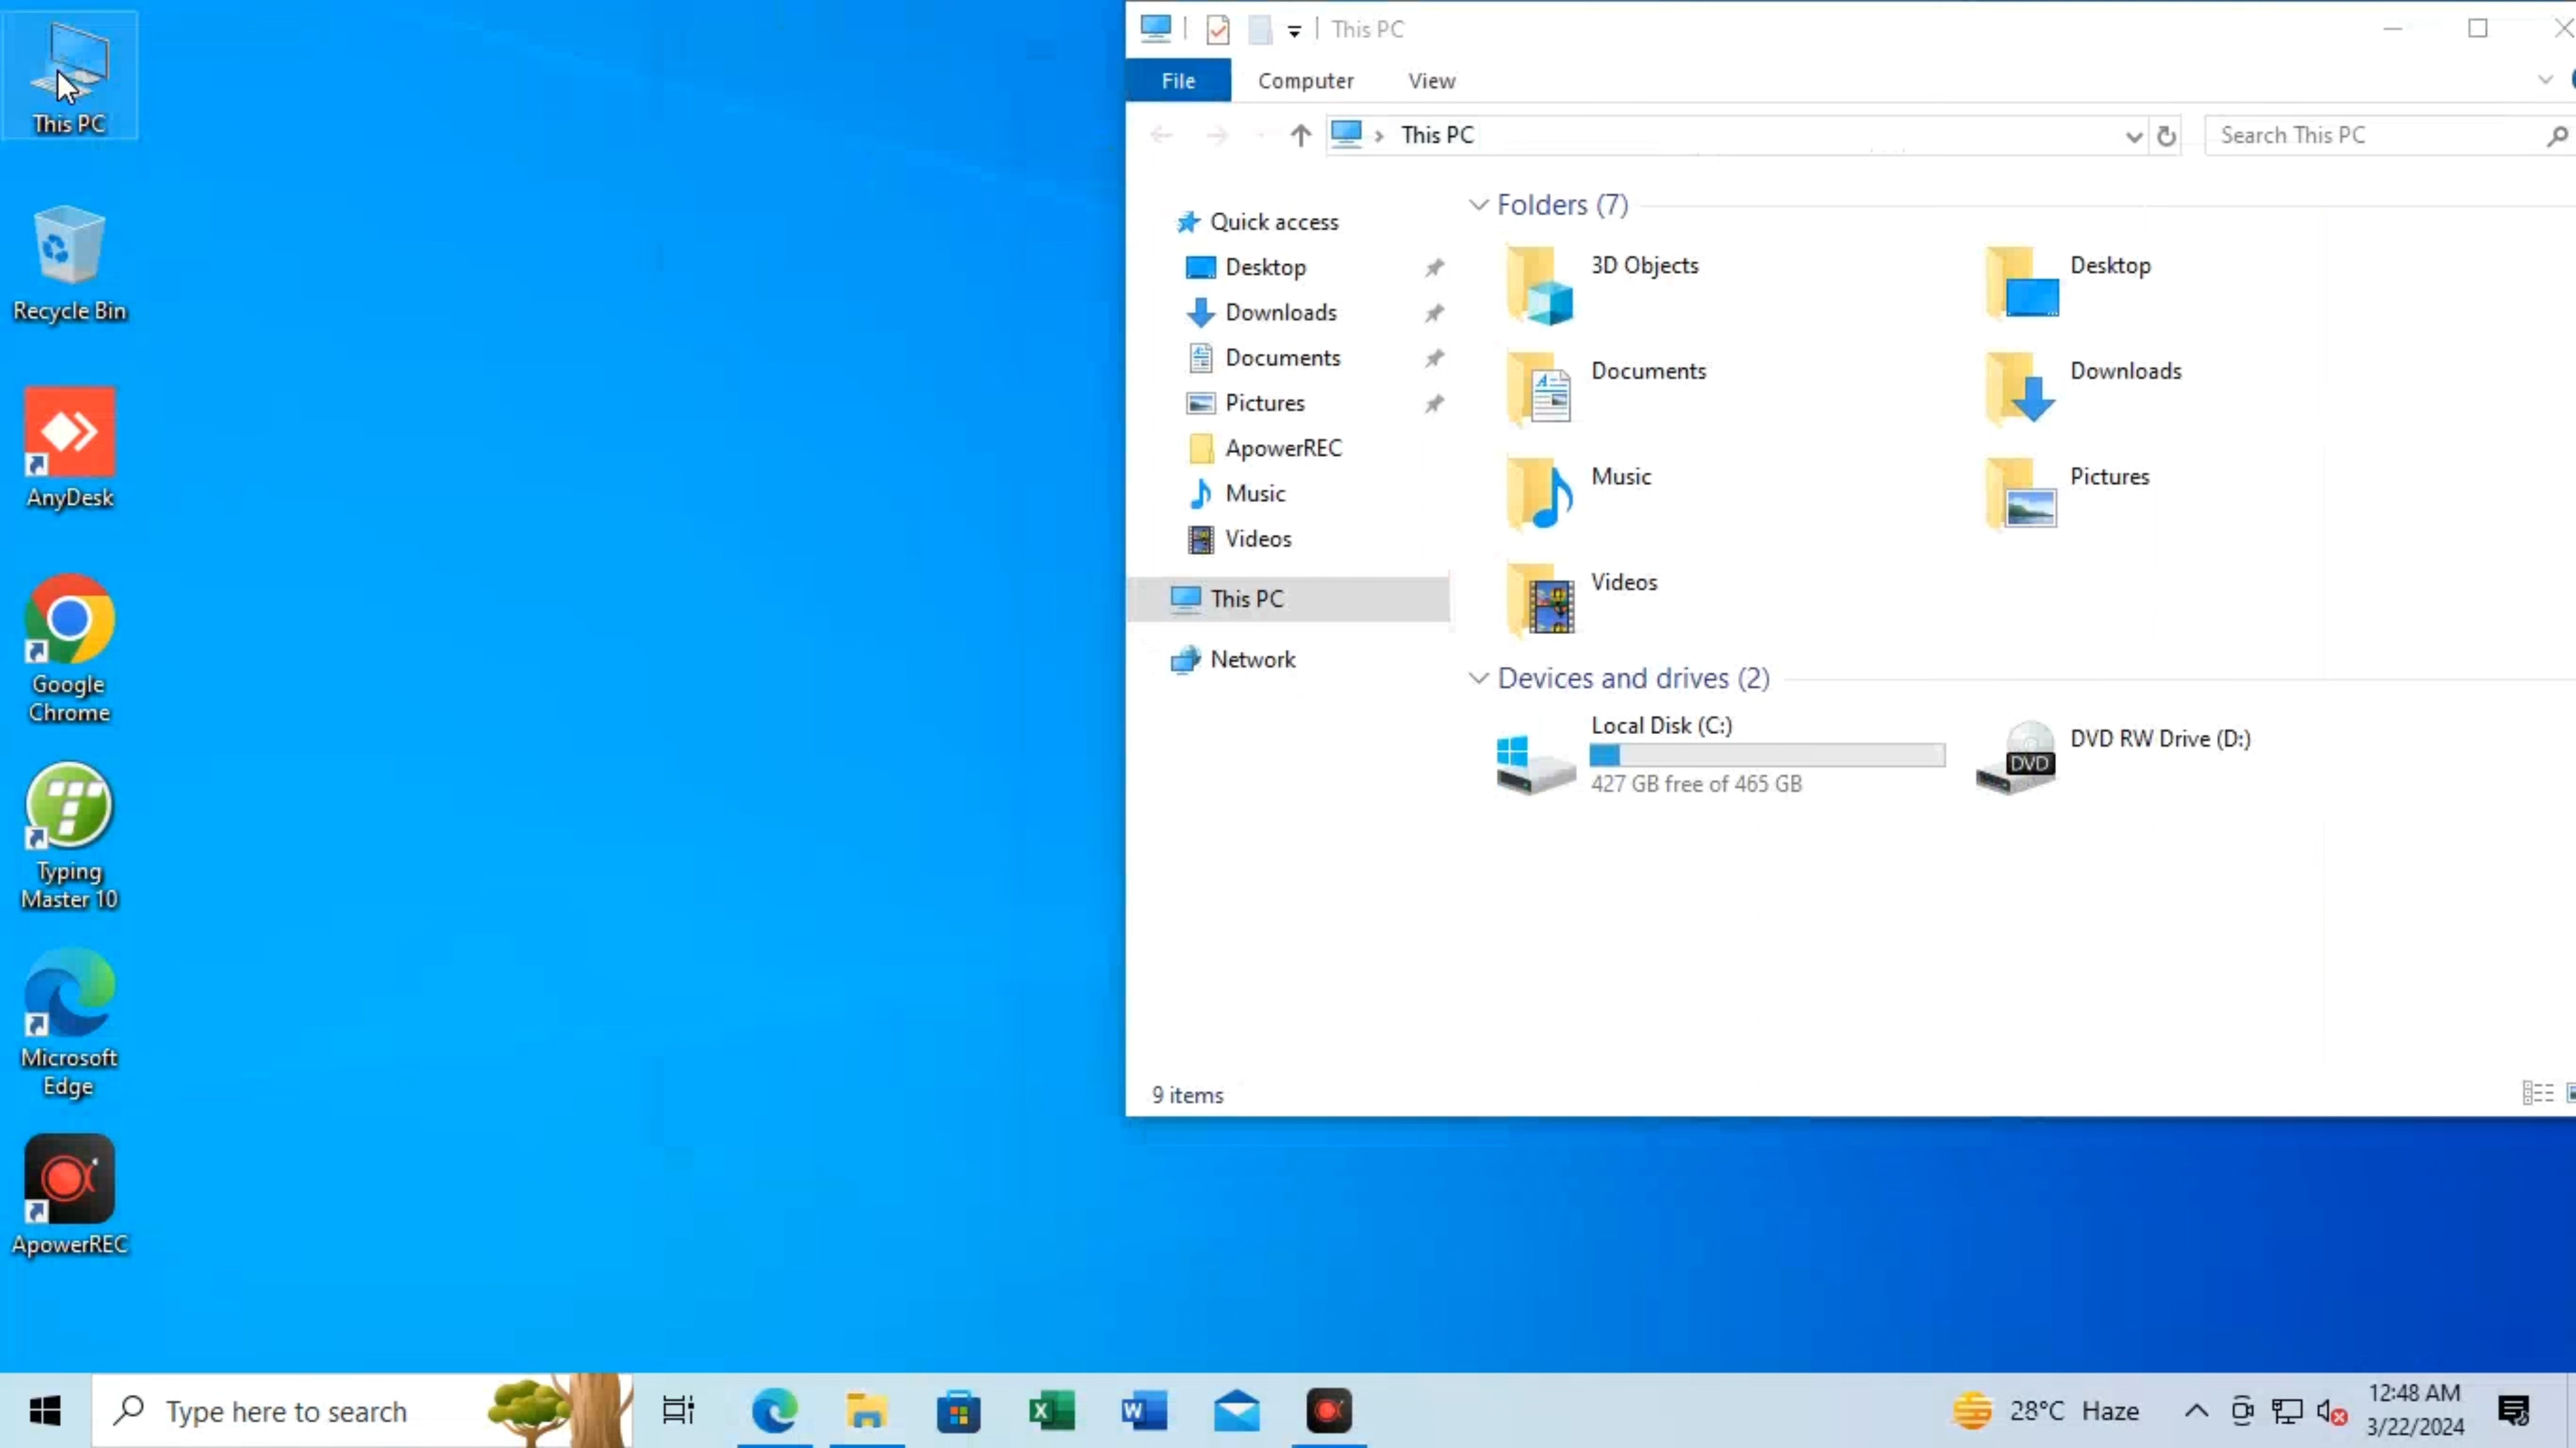 This PC
Recycle Bin
AnyDesk
Google
Chrome
Typing
Master 10
Microsoft
Edge
ApowerREC
This PC
File
Computer
View
This PC
Search This PC
Quick access
Desktop
Downloads
Documents
Pictures
ApowerREC
Music
Videos
This PC
Network
Folders (7)
3D Objects
Desktop
Documents
Downloads
Music
Pictures
Videos
Devices and drives (2)
Local Disk (C:)
427 GB free of 465 GB
DVD RW Drive (D:)
DVD
9 items
Type here to search
X
W
28°C Haze
12:48 AM
3/22/2024